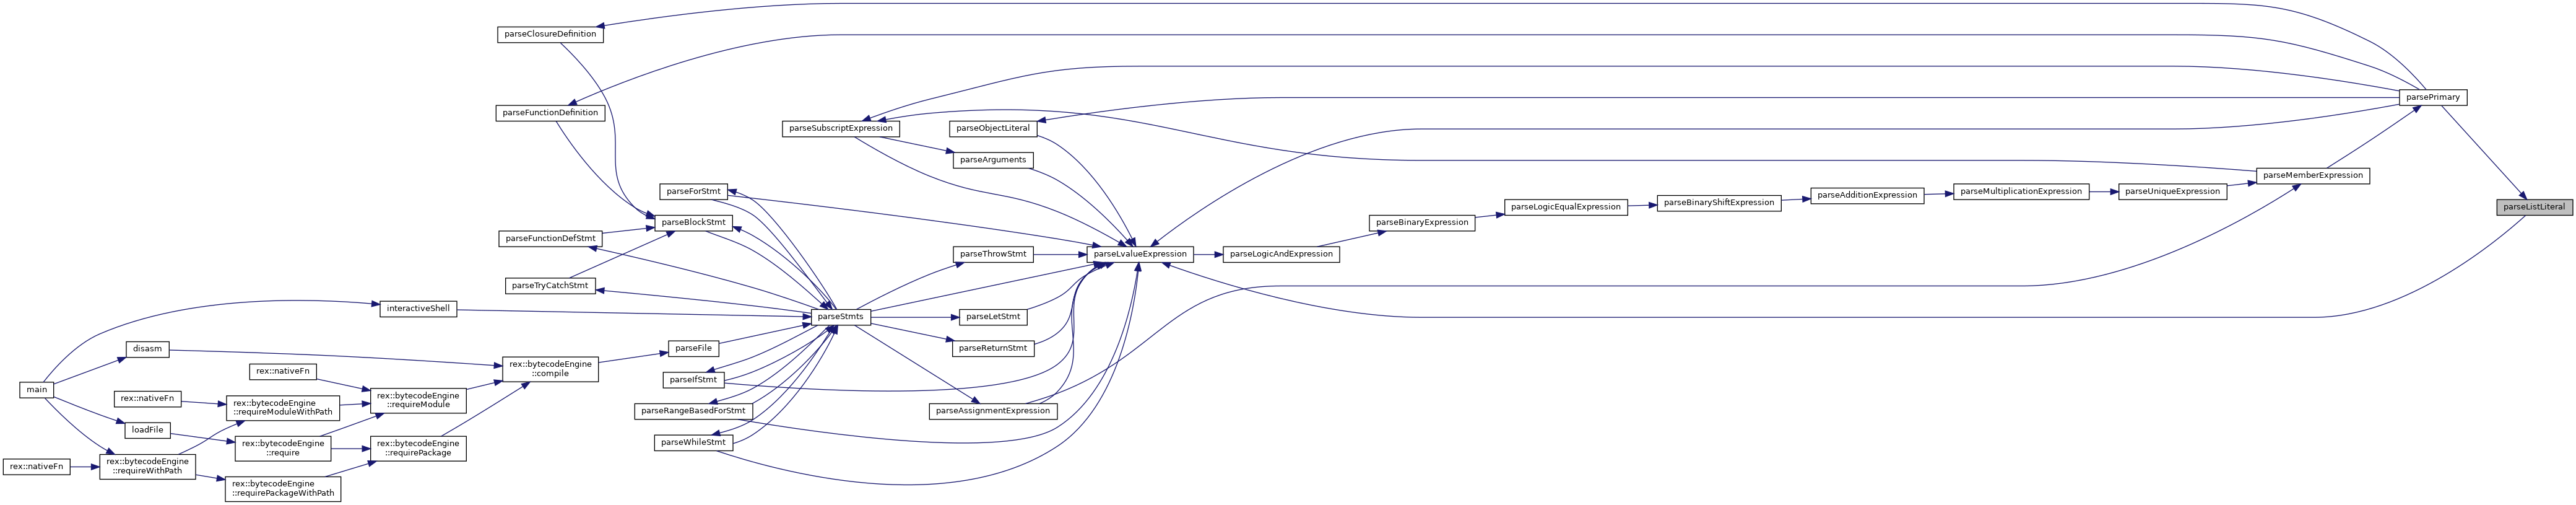 parseClosureDefinition
parsePrimary
parseFunctionDefinition
parseSubscriptExpression
parseObjectLiteral
parseArguments
parseMemberExpression
parseForStmt
parseMultiplicationExpression
parseUniqueExpression
parseAdditionExpression
parseBinaryShiftExpression
parseLogicEqualExpression
parseListLiteral
parseBlockStmt
parseBinaryExpression
parseFunctionDefStmt
parseThrowStmt
parseLvalueExpression
parseLogicAndExpression
parseTryCatchStmt
interactiveShell
parseStmts
parseLetStmt
disasm
parseFile
parseReturnStmt
rex::bytecodeEngine
::compile
rex::nativeFn
parseIfStmt
main
rex::nativeFn
rex::bytecodeEngine
::requireModuleWithPath
rex::bytecodeEngine
::requireModule
parseRangeBasedForStmt
parseAssignmentExpression
loadFile
rex::bytecodeEngine
::require
rex::bytecodeEngine
::requirePackage
parseWhileStmt
rex::nativeFn
rex::bytecodeEngine
::requireWithPath
rex::bytecodeEngine
::requirePackageWithPath